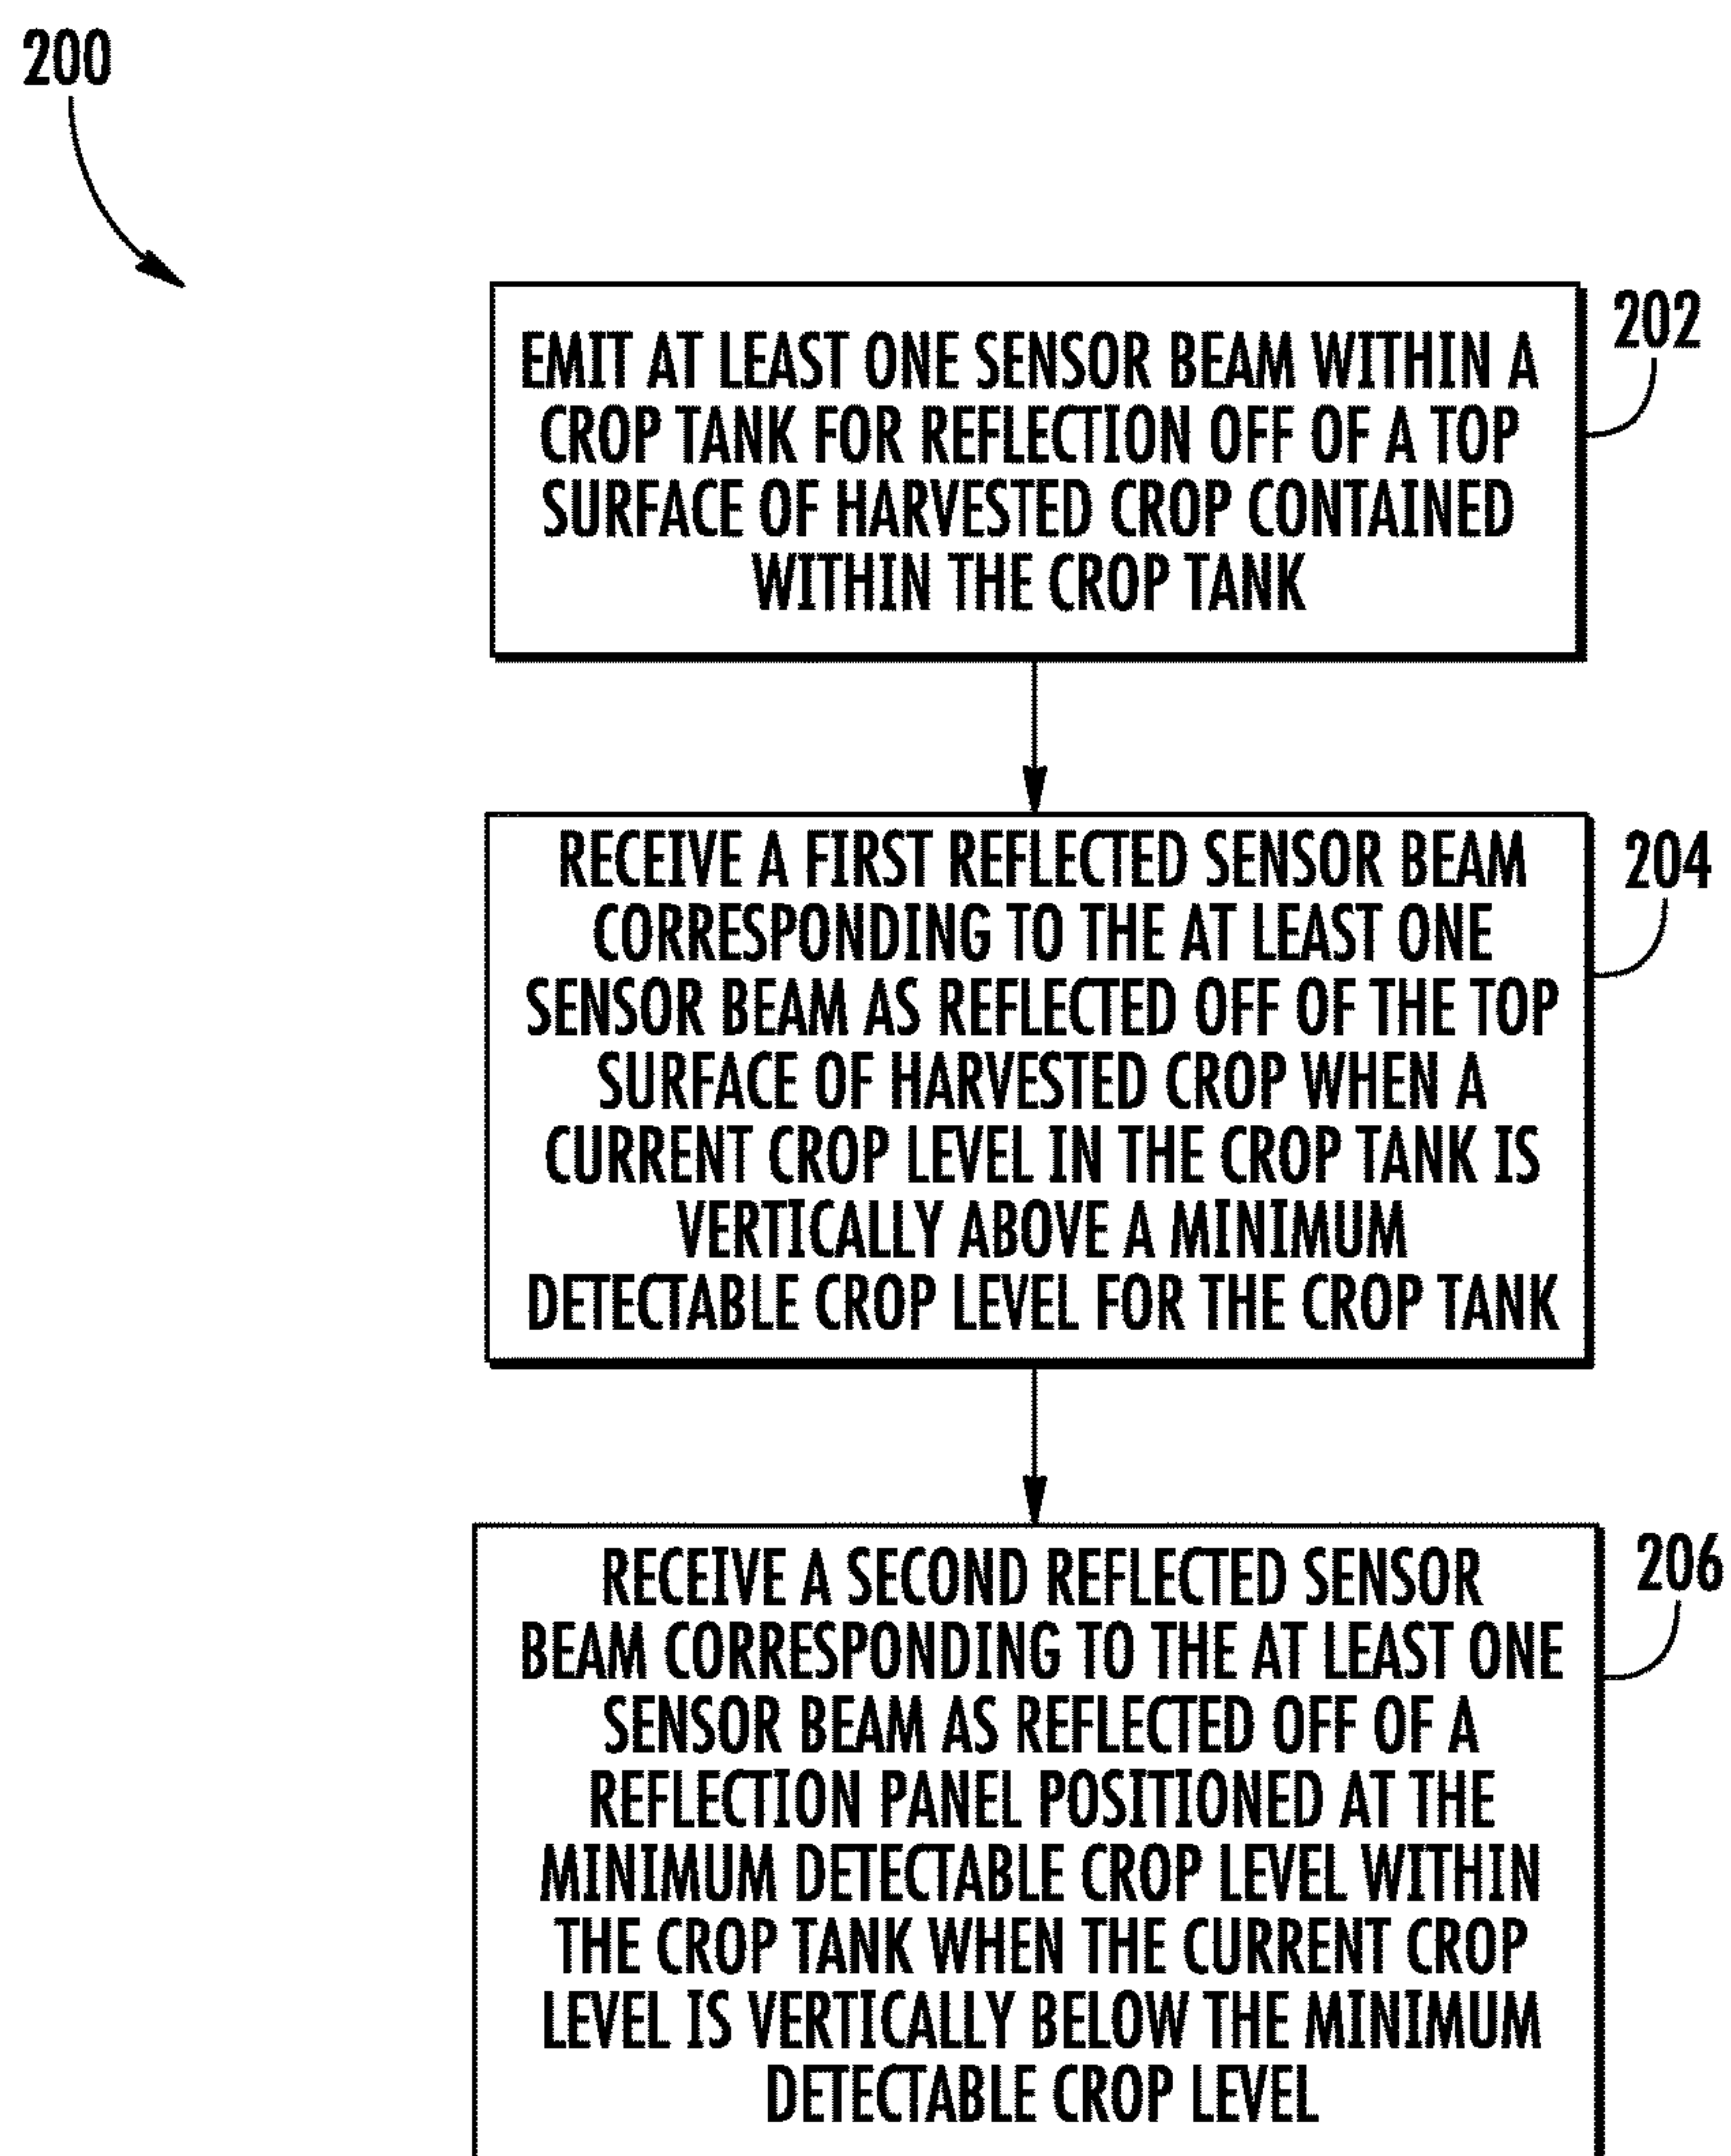 200
EMIT AT LEAST ONE SENSOR BEAM WITHIN A
CROP TANK FOR REFLECTION OFF OF A TOP
SURFACE OF HARVESTED CROP CONTAINED
WITHIN THE CROP TANK
202
RECEIVE A FIRST REFLECTED SENSOR BEAM
CORRESPONDING TO THE AT LEAST ONE
SENSOR BEAM AS REFLECTED OFF OF THE TOP
SURFACE OF HARVESTED CROP WHEN A
CURRENT CROP LEVEL IN THE CROP TANK IS
VERTICALLY ABOVE A MINIMUM
DETECTABLE CROP LEVEL FOR THE CROP TANK
204
RECEIVE A SECOND REFLECTED SENSOR
BEAM CORRESPONDING TO THE AT LEAST ONE
SENSOR BEAM AS REFLECTED OFF OF A
REFLECTION PANEL POSITIONED AT THE
MINIMUM DETECTABLE CROP LEVEL WITHIN
THE CROP TANK WHEN THE CURRENT CROP
LEVEL IS VERTICALLY BELOW THE MINIMUM
DETECTABLE CROP LEVEL
206